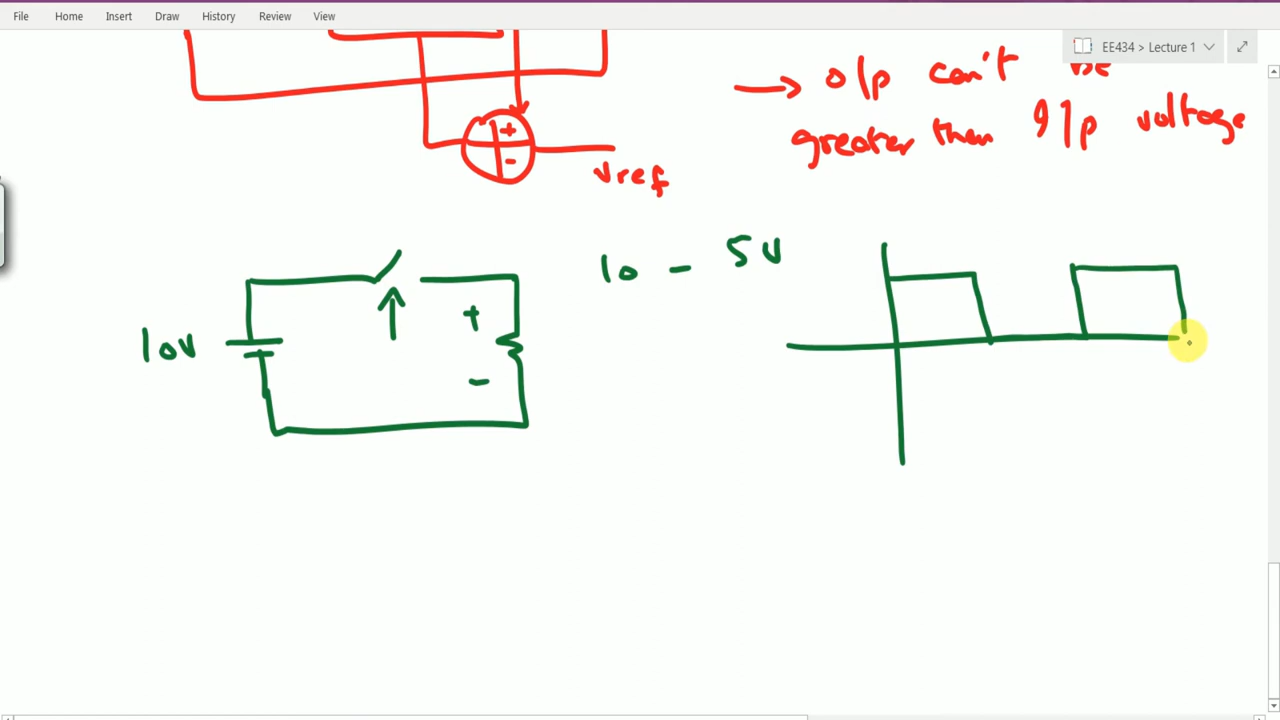 File Home Insert Draw History Review View
EE434 > Lecture 1
→ o/p can't be
greater than I/p voltage
+
-
Vref
10 - 5V
10V
+
-